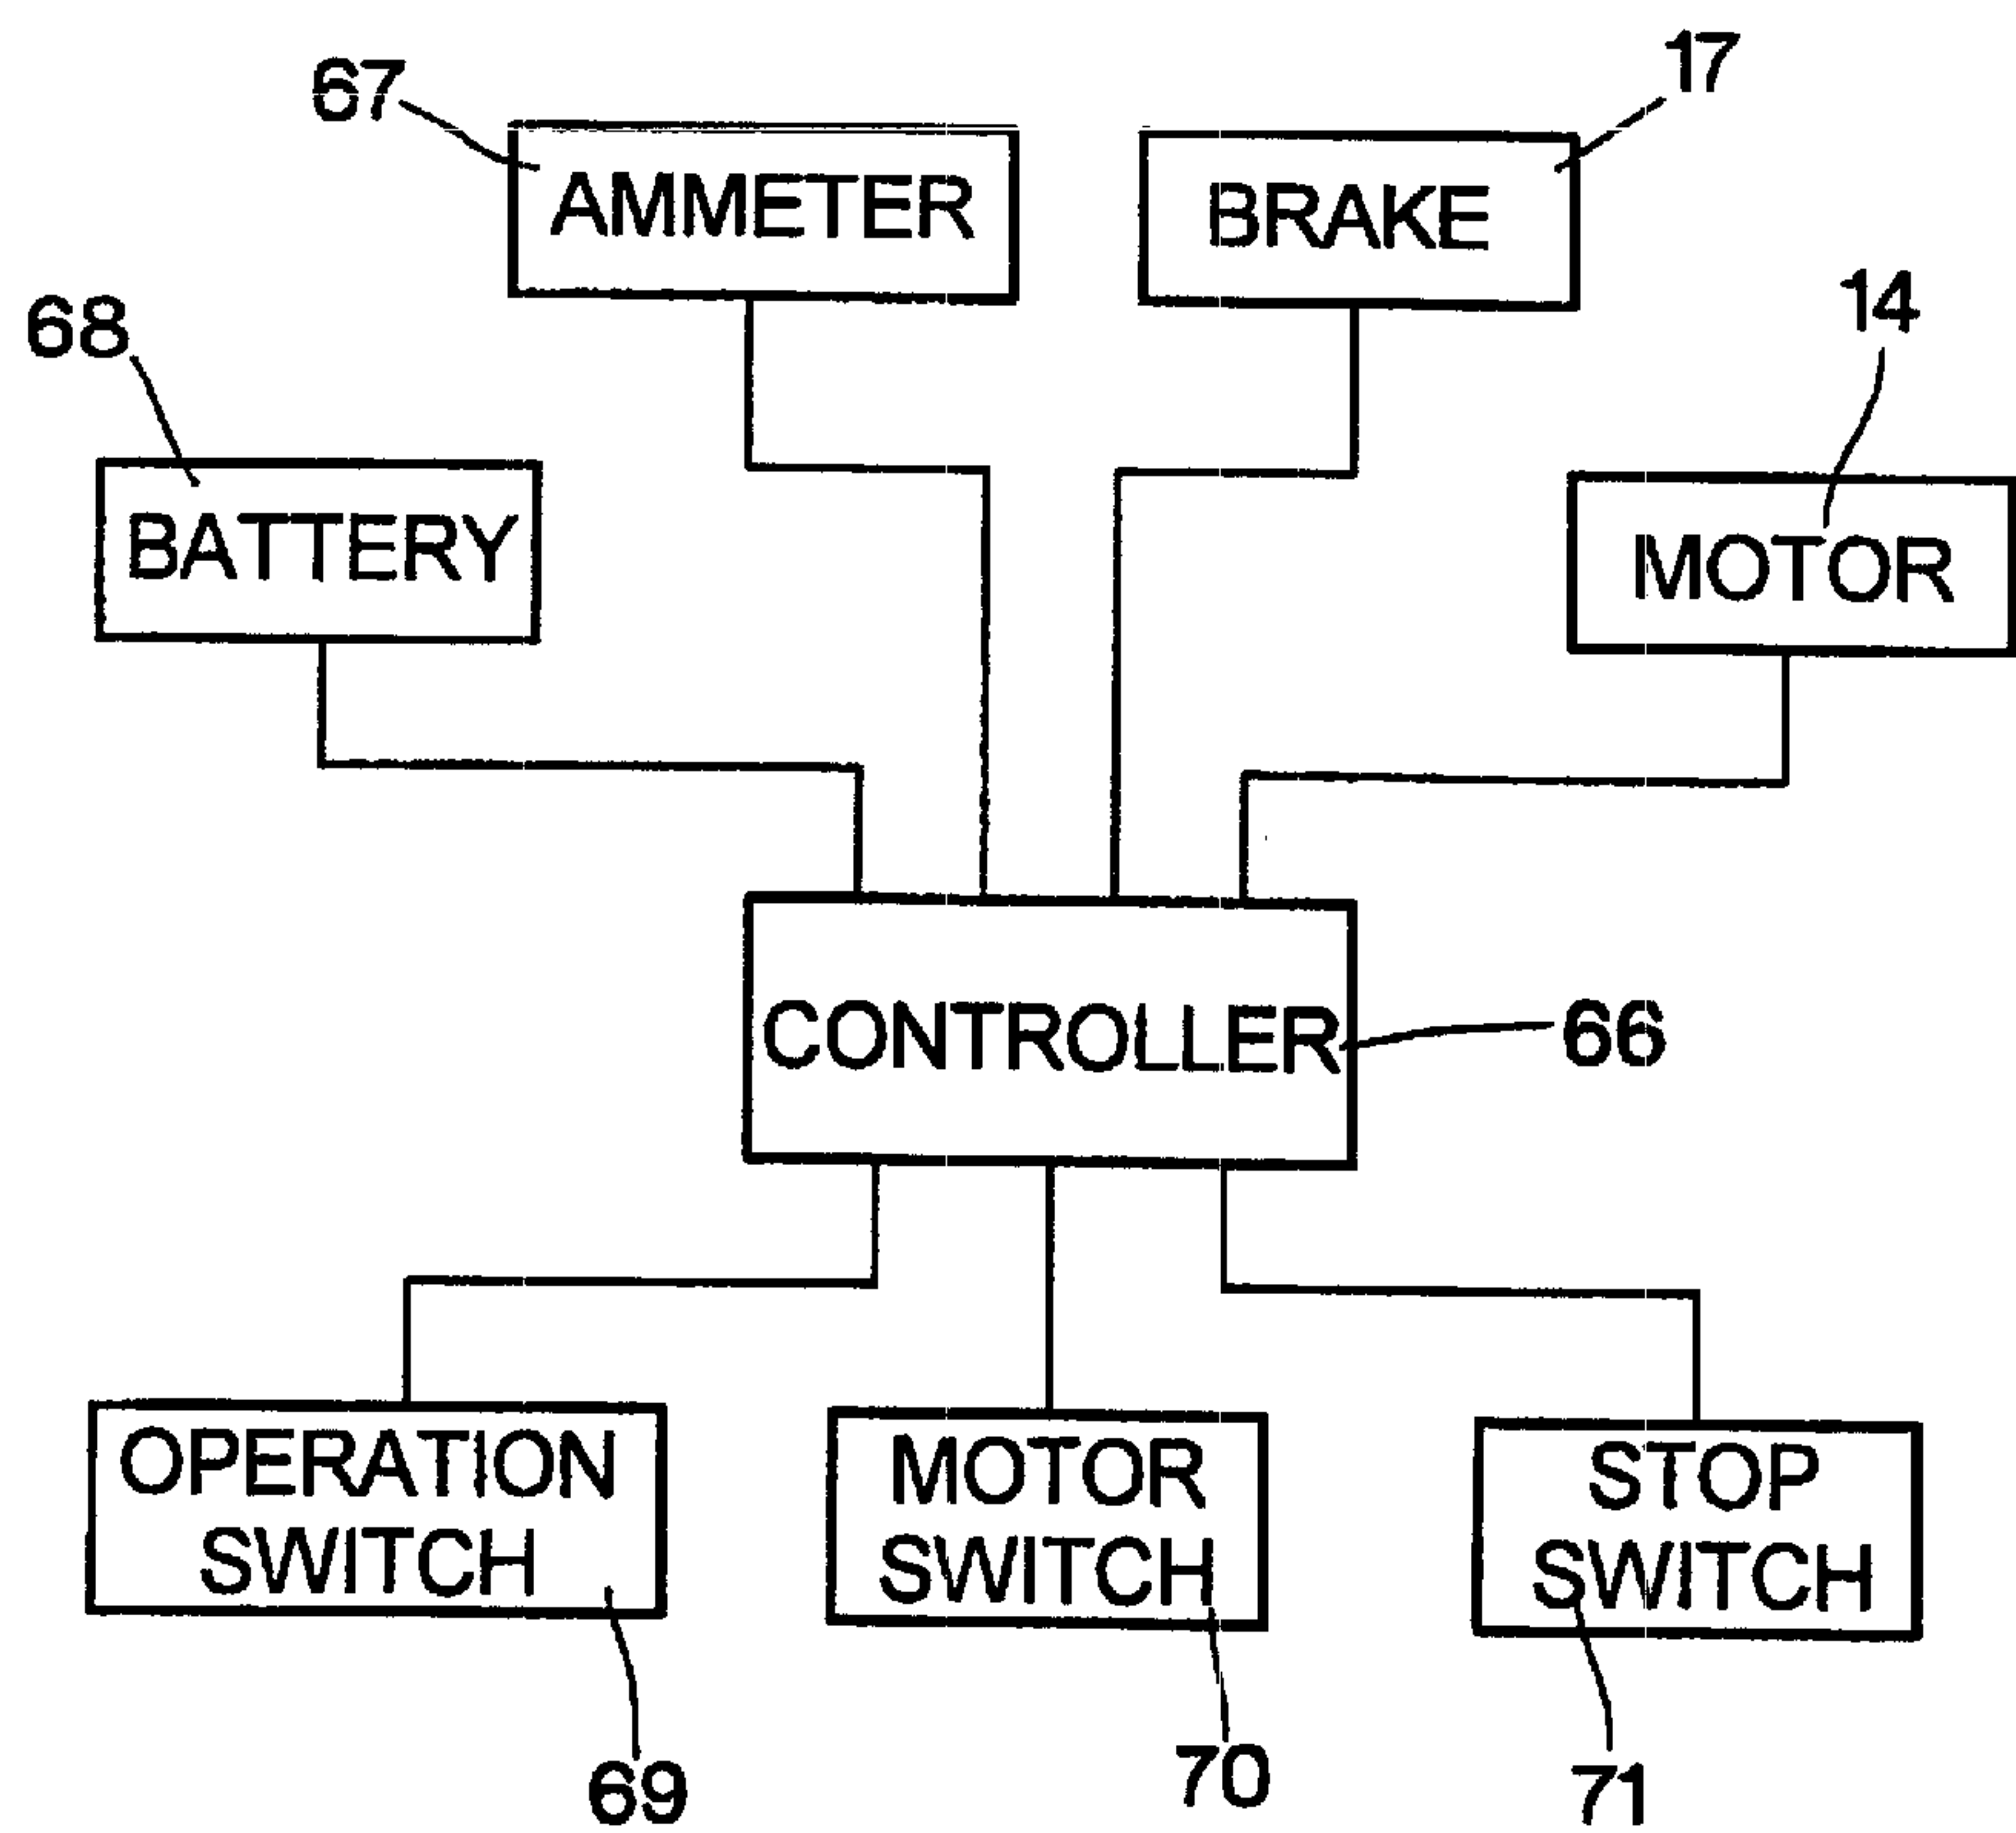 67
17
AMMETER
BRAKE
68
14
BATTERY
MOTOR
CONTROLLER
66
OPERATION
SWITCH
MOTOR
SWITCH
STOP
SWITCH
69
70
71